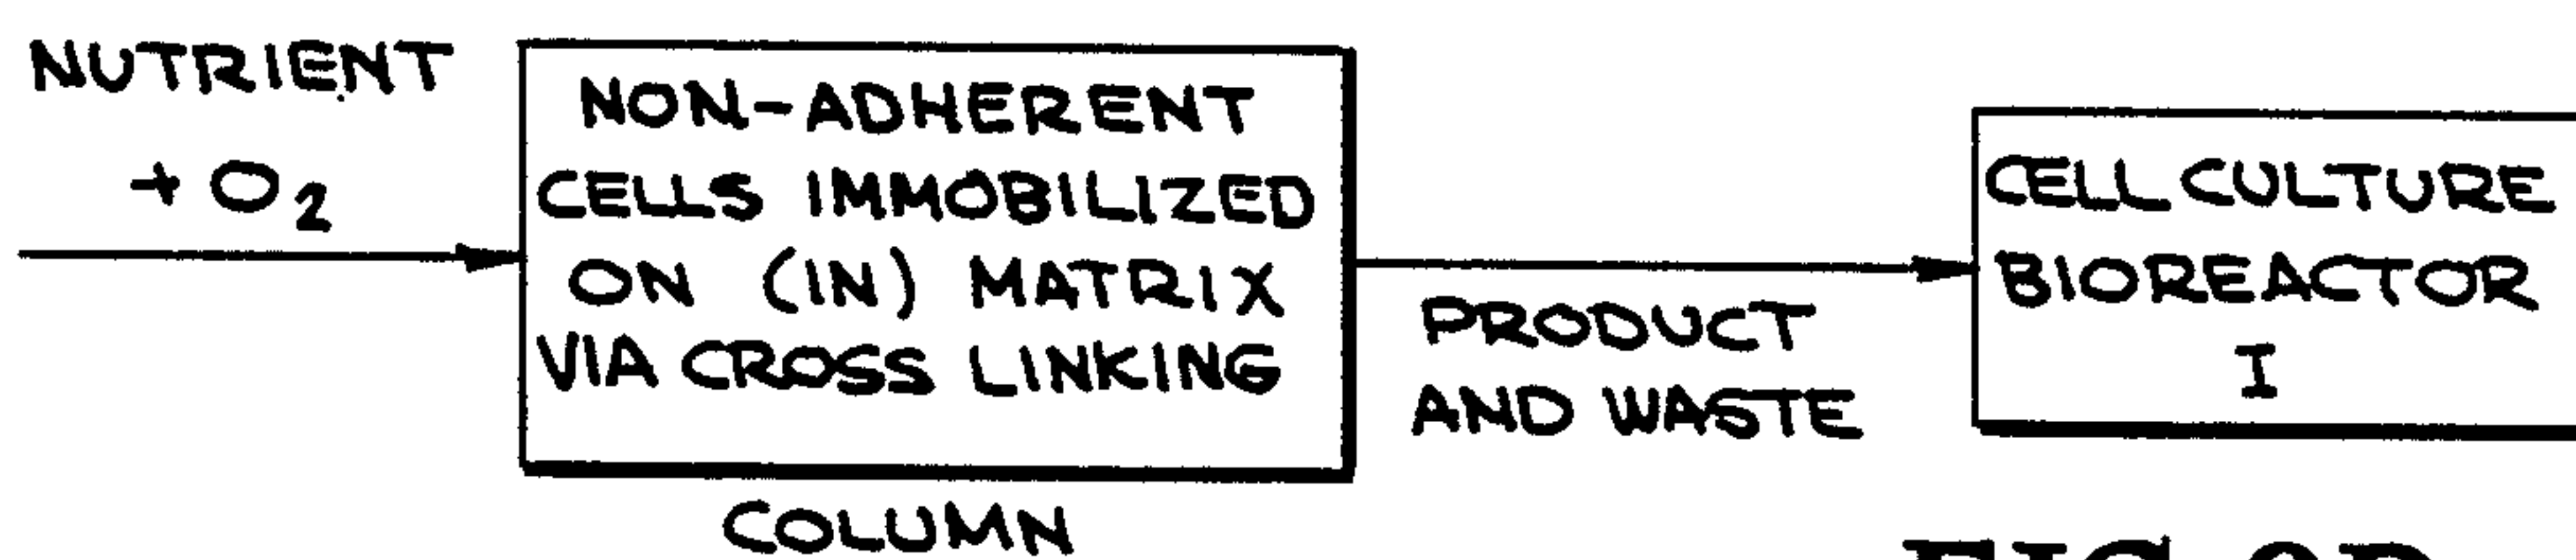 NUTRIENT
+ O2
NON-ADHERENT
CELLS IMMOBILIZED
ON (IN) MATRIX
VIA CROSS LINKING
COLUMN
PRODUCT
AND WASTE
CELL CULTURE
BIOREACTOR
I